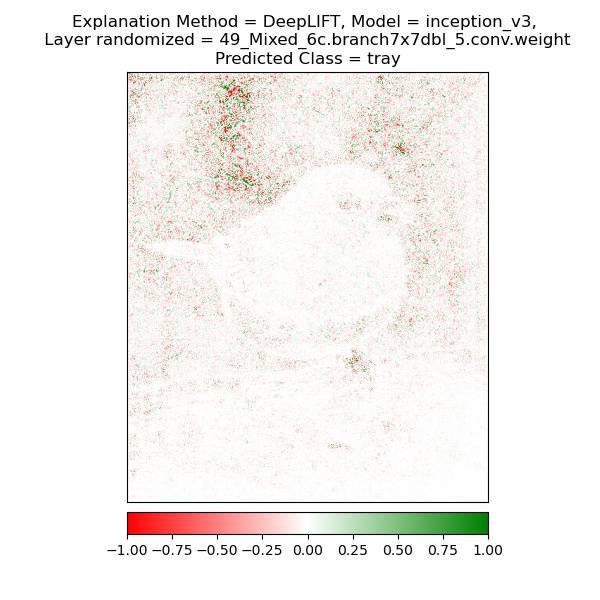 Explanation Method = DeepLIFT, Model = inception_v3,
Layer randomized = 49_Mixed_6c.branch7x7dbl_5.conv.weight
Predicted Class = tray
−1.00 −0.75 −0.50 −0.25 0.00 0.25 0.50 0.75 1.00